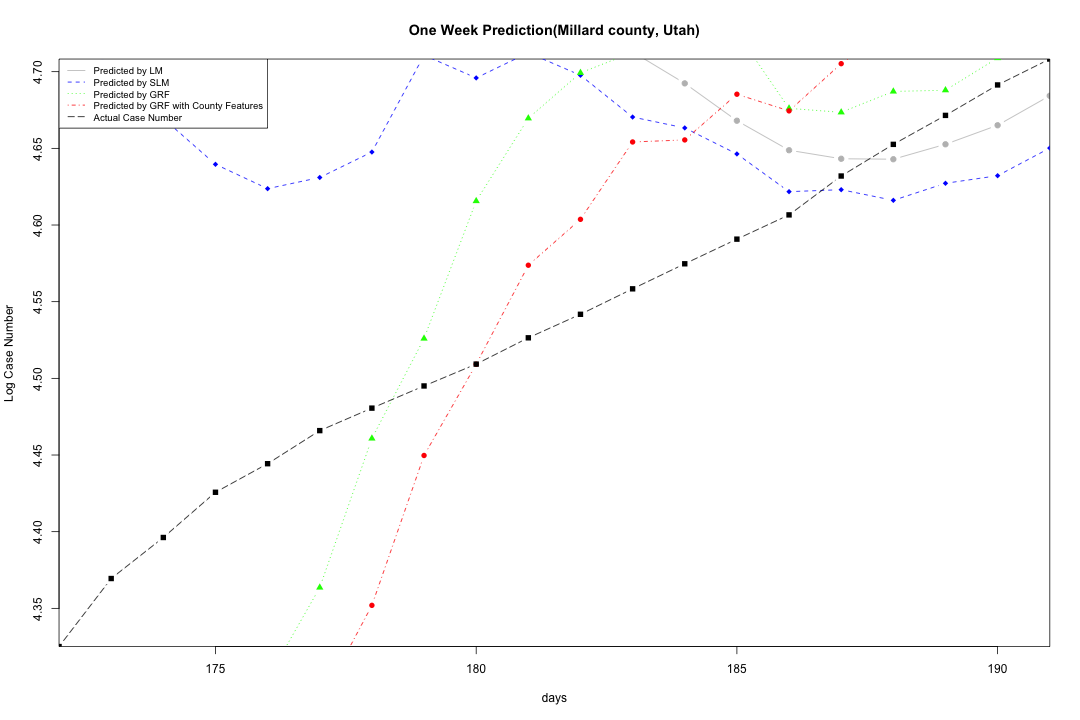 One Week Prediction(Millard county, Utah)
Predicted by LM
Predicted by SLM
Predicted by GRF
Predicted by GRF with County Features
Actual Case Number
Log Case Number
4.70
4.65
4.60
4.55
4.50
4.45
4.40
4.35
175
180
185
190
days